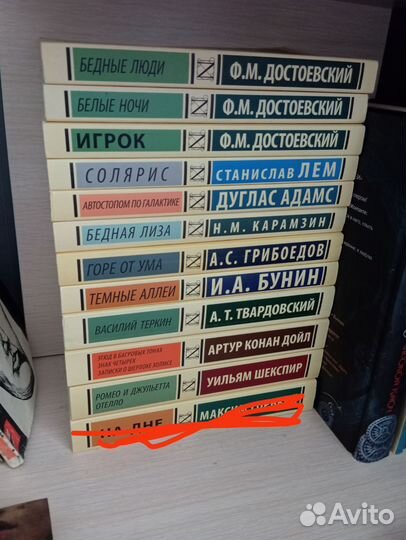 БЕДНЫЕ ЛЮДИ Ф.М. ДОСТОЕВСКИЙ
БЕЛЫЕ НОЧИ Ф.М. ДОСТОЕВСКИЙ
ИГРОК Ф.М. ДОСТОЕВСКИЙ
СОЛЯРИС СТАНИСЛАВ ЛЕМ
АВТОСТОПОМ ПО ГАЛАКТИКЕ ДУГЛАС АДАМС
БЕДНАЯ ЛИЗА Н.М. КАРАМЗИН
ГОРЕ ОТ УМА А.С. ГРИБОЕДОВ
ТЕМНЫЕ АЛЛЕИ И.А. БУНИН
ВАСИЛИЙ ТЕРКИН А.Т. ТВАРДОВСКИЙ
ЭТЮД В БАГРОВЫХ ТОНАХ
ЗНАК ЧЕТЫРЕХ
ЗАПИСКИ О ШЕРЛОКЕ ХОЛМСЕ
АРТУР КОНАН ДОЙЛ
РОМЕО И ДЖУЛЬЕТТА
ОТЕЛЛО
УИЛЬЯМ ШЕКСПИР
НА ДНЕ
Avito